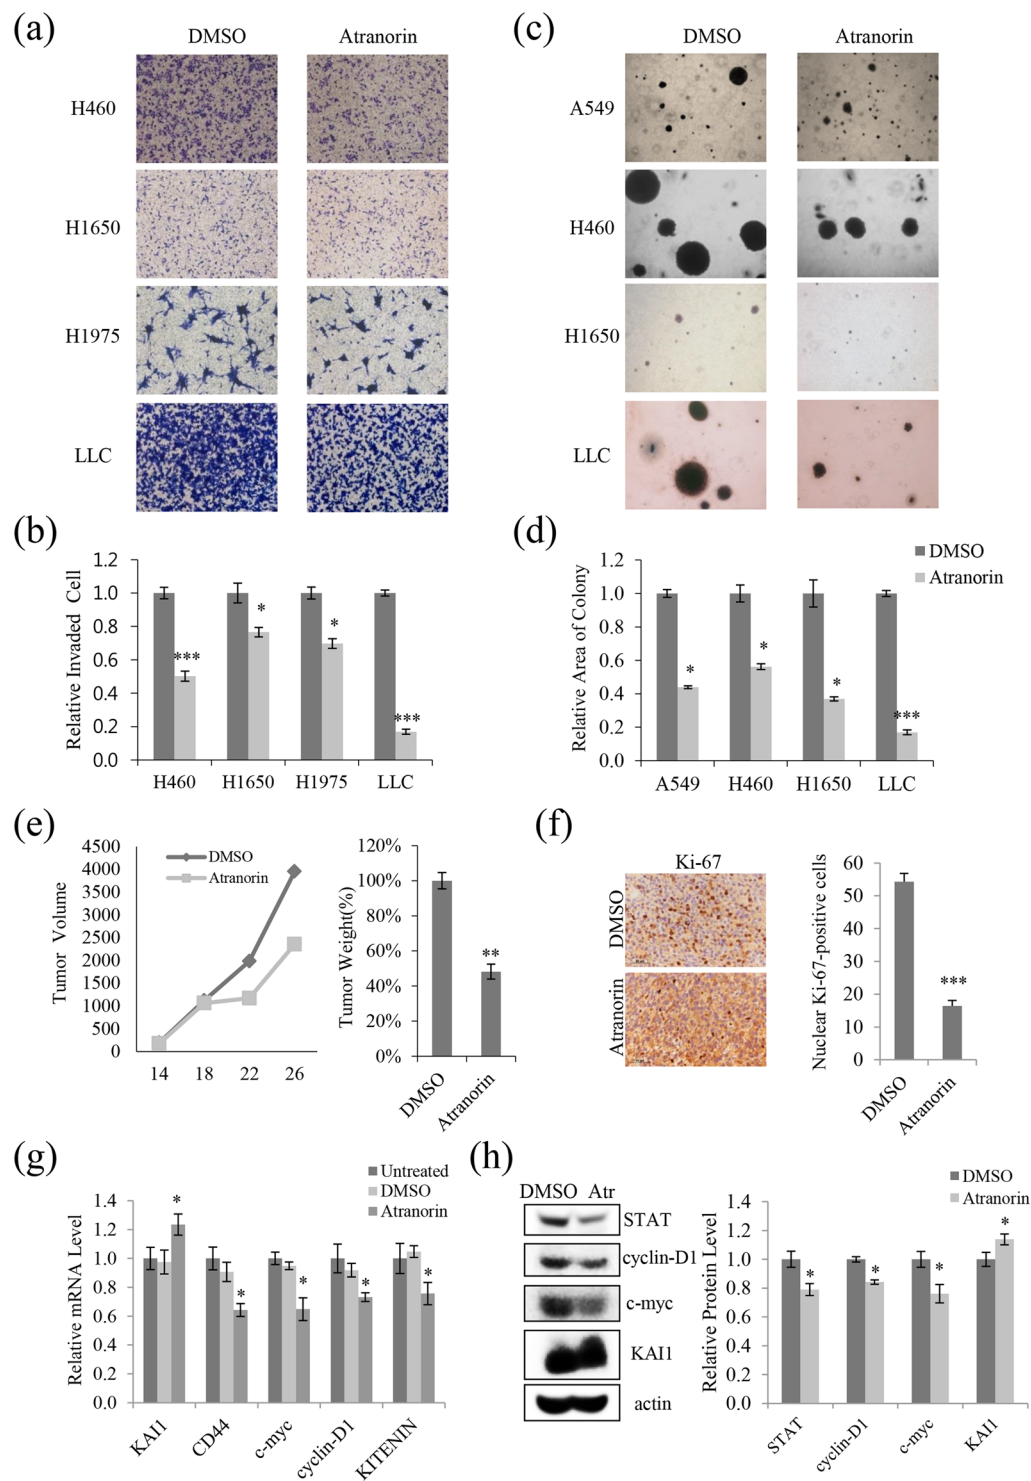 (a)
DMSO Atranorin
H460
H1650
H1975
LLC
(c)
DMSO Atranorin
A549
H460
H1650
LLC
(b)
Relative Invaded Cell
1.2
1.0
0.8
0.6
0.4
0.2
0.0
***
*
*
***
H460 H1650 H1975 LLC
(d)
DMSO
Atranorin
Relative Area of Colony
1.2
1.0
0.8
0.6
0.4
0.2
0.0
*
*
*
***
A549 H460 H1650 LLC
(e)
Tumor Volume
4500
4000
3500
3000
2500
2000
1500
1000
500
0
DMSO
Atranorin
14 18 22 26
Tumor Weight(%)
120%
100%
80%
60%
40%
20%
0%
**
DMSO
Atranorin
(f)
Ki-67
DMSO
Atranorin
Nuclear Ki-67-positive cells
60
50
40
30
20
10
0
***
DMSO
Atranorin
(g)
Untreated
DMSO
Atranorin
Relative mRNA Level
1.4
1.2
1.0
0.8
0.6
0.4
0.2
0.0
*
*
*
*
*
KAI1
CD44
c-myc
cyclin-D1
KITENIN
(h)
DMSO Atr
STAT
cyclin-D1
c-myc
KAI1
actin
DMSO
Atranorin
Relative Protein Level
1.4
1.2
1.0
0.8
0.6
0.4
0.2
0.0
*
*
*
*
STAT
cyclin-D1
c-myc
KAI1